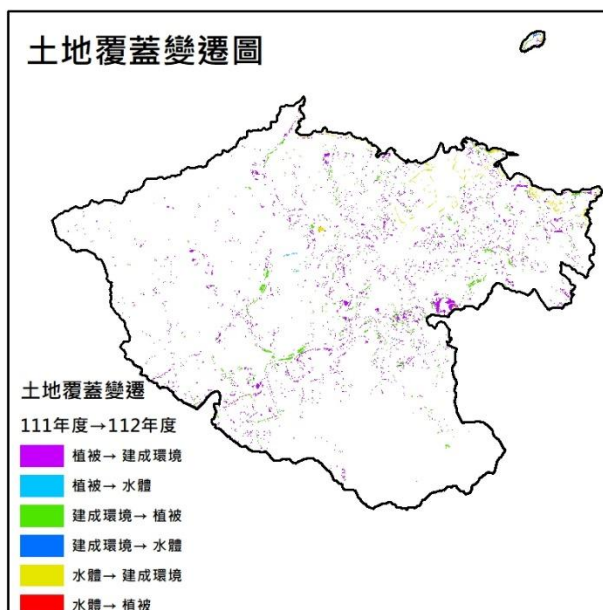 土地覆蓋變遷圖
土地覆蓋變遷
111年度→112年度
植被→ 建成環境
植被→ 水體
建成環境→ 植被
建成環境→ 水體
水體→ 建成環境
水體→ 植被